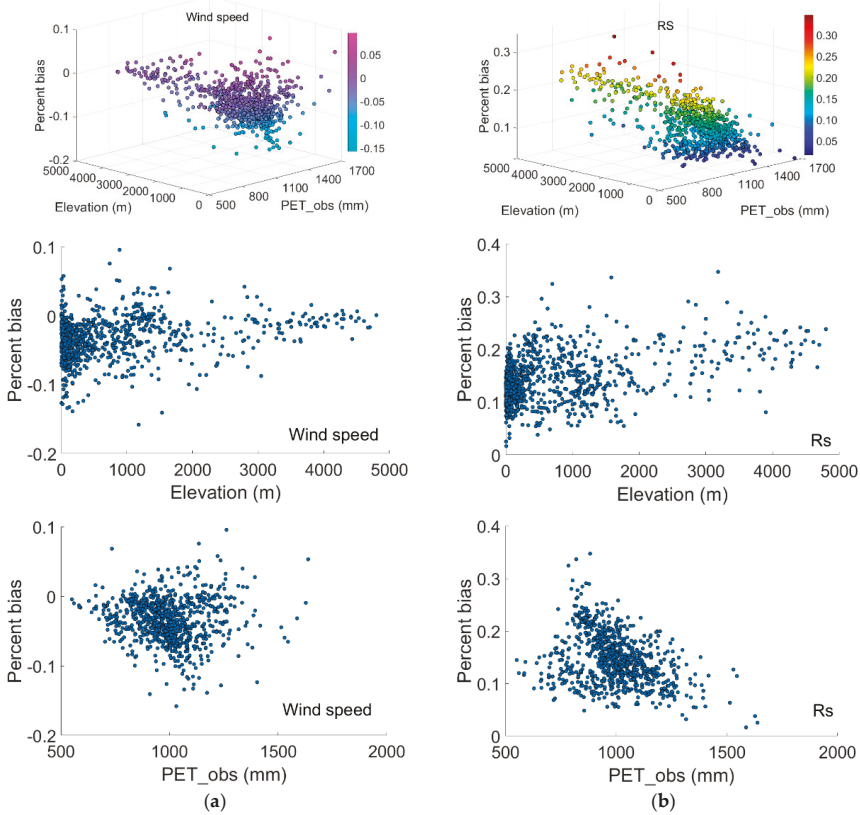 Wind speed
0.1
0
-0.1
-0.2
Percent bias
5000
4000
3000
2000
1000
0
Elevation (m)
500
800
1100
1400
1700
PET_obs (mm)
0.05
0
-0.05
-0.10
-0.15
RS
0.3
0.2
0.1
Percent bias
5000
4000
3000
2000
1000
0
Elevation (m)
500
800
1100
1400
1700
PET_obs (mm)
0.30
0.25
0.20
0.15
0.10
0.05
0.1
0
-0.1
-0.2
Percent bias
Wind speed
0 1000 2000 3000 4000 5000
Elevation (m)
0.4
0.3
0.2
0.1
0
Percent bias
Rs
0 1000 2000 3000 4000 5000
Elevation (m)
0.1
0
-0.1
-0.2
Percent bias
Wind speed
500 1000 1500 2000
PET_obs (mm)
(a)
0.4
0.3
0.2
0.1
0
Percent bias
Rs
500 1000 1500 2000
PET_obs (mm)
(b)